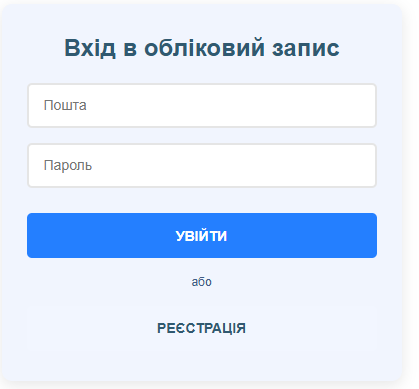 Вхід в обліковий запис
Пошта
Пароль
УВІЙТИ
або
РЕЄСТРАЦІЯ